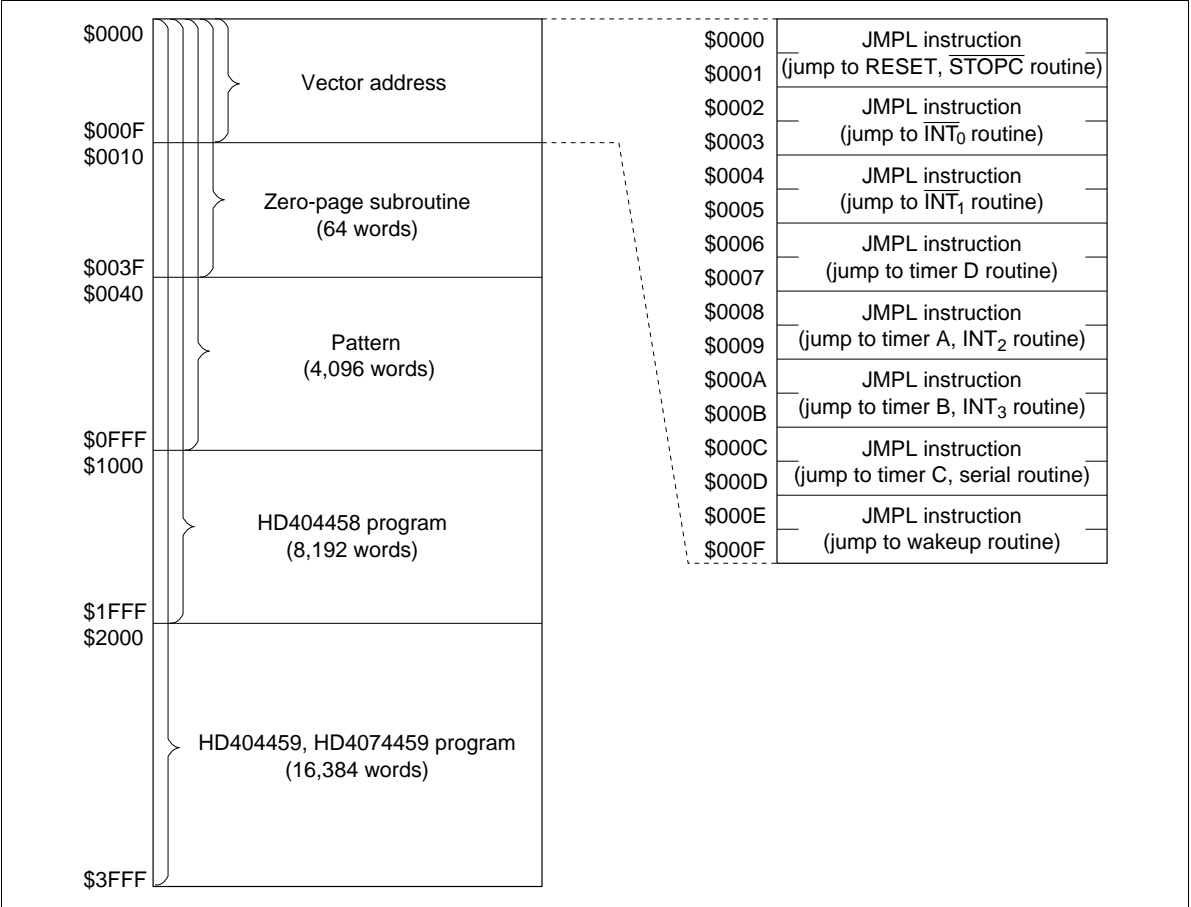 $0000
Vector address
$000F
$0010
Zero-page subroutine
(64 words)
$003F
$0040
Pattern
(4,096 words)
$0FFF
$1000
HD404458 program
(8,192 words)
$1FFF
$2000
HD404459, HD4074459 program
(16,384 words)
$3FFF
$0000
JMPL instruction
$0001
(jump to RESET, S̅T̅O̅P̅C̅ routine)
$0002
JMPL instruction
$0003
(jump to I̅N̅T̅₀ routine)
$0004
JMPL instruction
$0005
(jump to I̅N̅T̅₁ routine)
$0006
JMPL instruction
$0007
(jump to timer D routine)
$0008
JMPL instruction
$0009
(jump to timer A, INT₂ routine)
$000A
JMPL instruction
$000B
(jump to timer B, INT₃ routine)
$000C
JMPL instruction
$000D
(jump to timer C, serial routine)
$000E
JMPL instruction
$000F
(jump to wakeup routine)